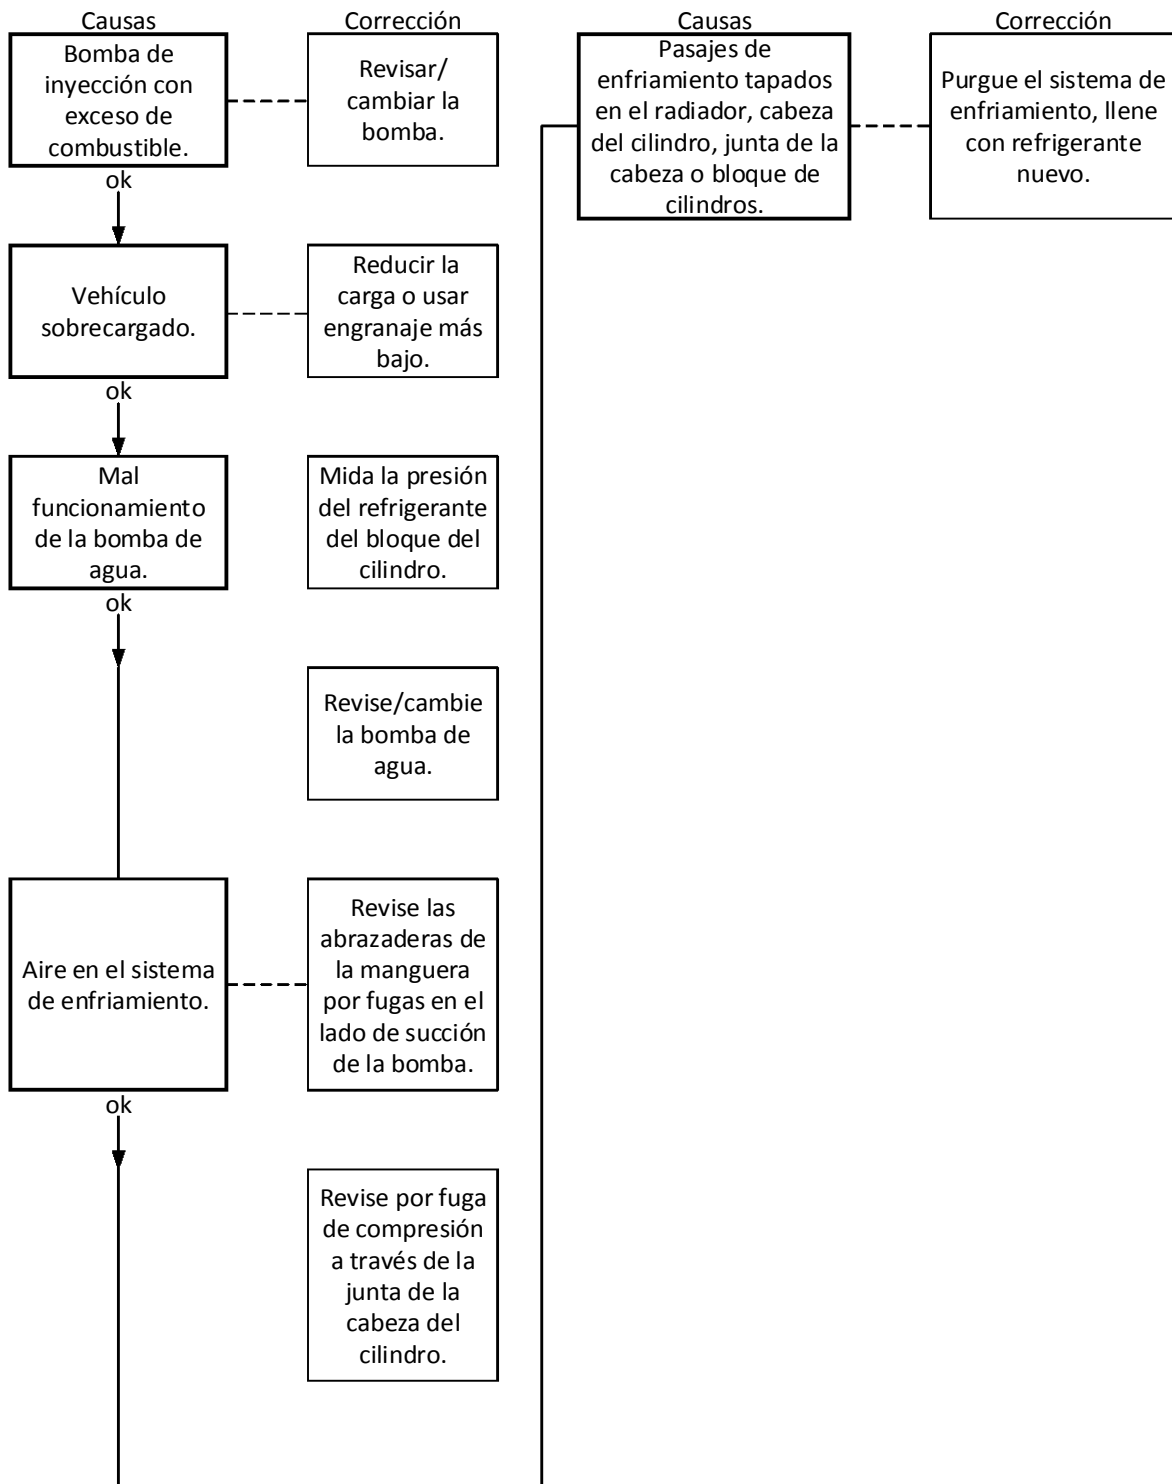 Causas
Corrección
Bomba de
inyección con
exceso de
combustible.
Revisar/
cambiar la
bomba.
ok
Vehículo
sobrecargado.
Reducir la
carga o usar
engranaje más
bajo.
ok
Mal
funcionamiento
de la bomba de
agua.
Mida la presión
del refrigerante
del bloque del
cilindro.
ok
Revise/cambie
la bomba de
agua.
Aire en el sistema
de enfriamiento.
Revise las
abrazaderas de
la manguera
por fugas en el
lado de succión
de la bomba.
ok
Revise por fuga
de compresión
a través de la
junta de la
cabeza del
cilindro.
Causas
Corrección
Pasajes de
enfriamiento tapados
en el radiador, cabeza
del cilindro, junta de la
cabeza o bloque de
cilindros.
Purgue el sistema de
enfriamiento, llene
con refrigerante
nuevo.